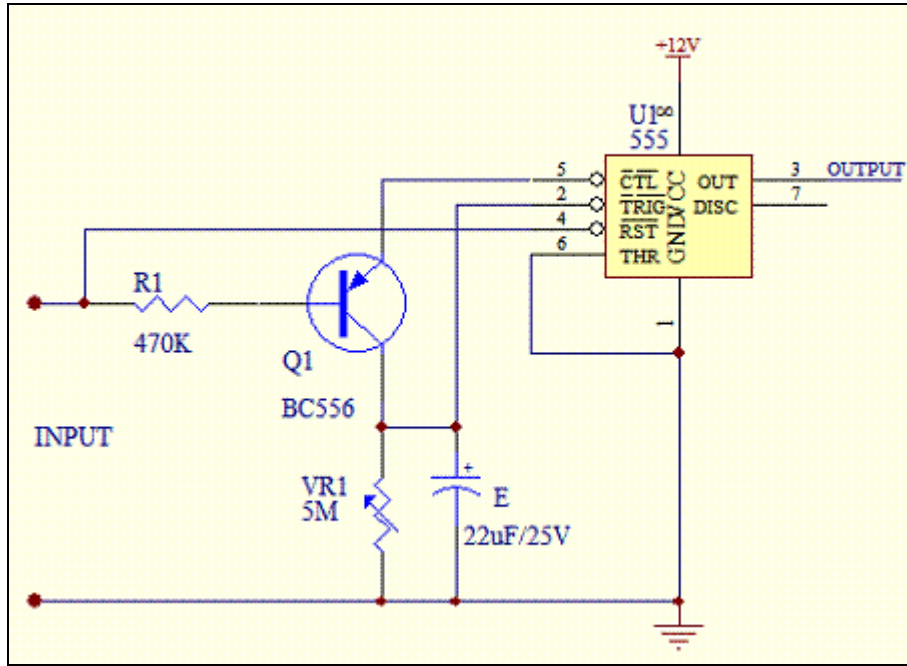 +12V
U1
8
555
5
CTL
OUT
3
OUTPUT
2
TRIG
DISC
7
4
RST
6
THR
GND
VCC
1
R1
470K
Q1
BC556
INPUT
VR1
5M
+
E
22uF/25V